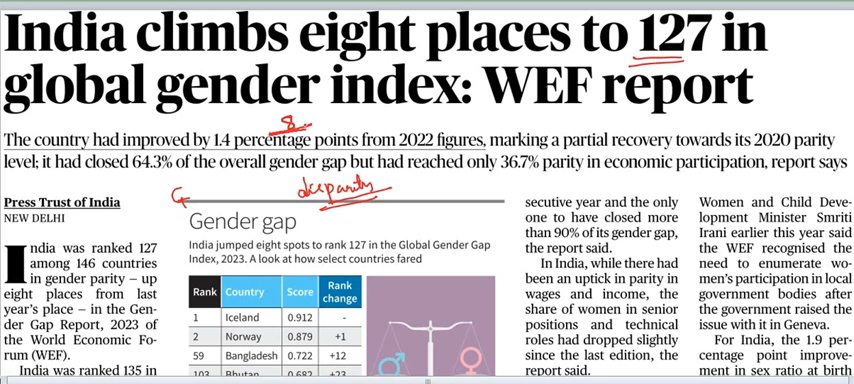 India climbs eight places to 127 in
global gender index: WEF report
8
The country had improved by 1.4 percentage points from 2022 figures, marking a partial recovery towards its 2020 parity
level; it had closed 64.3% of the overall gender gap but had reached only 36.7% parity in economic participation, report says
disparity
Press Trust of India
NEW DELHI
India was ranked 127
among 146 countries
in gender parity – up
eight places from last
year's place – in the Gen-
der Gap Report, 2023 of
the World Economic Fo-
rum (WEF).
India was ranked 135 in
Gender gap
India jumped eight spots to rank 127 in the Global Gender Gap
Index, 2023. A look at how select countries fared
Rank Country Score Rank change
1 Iceland 0.912 -
2 Norway 0.879 +1
59 Bangladesh 0.722 +12
103 Bhutan 0.682 +23
secutive year and the only
one to have closed more
than 90% of its gender gap,
the report said.
In India, while there had
been an uptick in parity in
wages and income, the
share of women in senior
positions and technical
roles had dropped slightly
since the last edition, the
report said.
Women and Child Deve-
lopment Minister Smriti
Irani earlier this year said
the WEF recognised the
need to enumerate wo-
men's participation in local
government bodies after
the government raised the
issue with it in Geneva.
For India, the 1.9 per-
centage point improve-
ment in sex ratio at birth